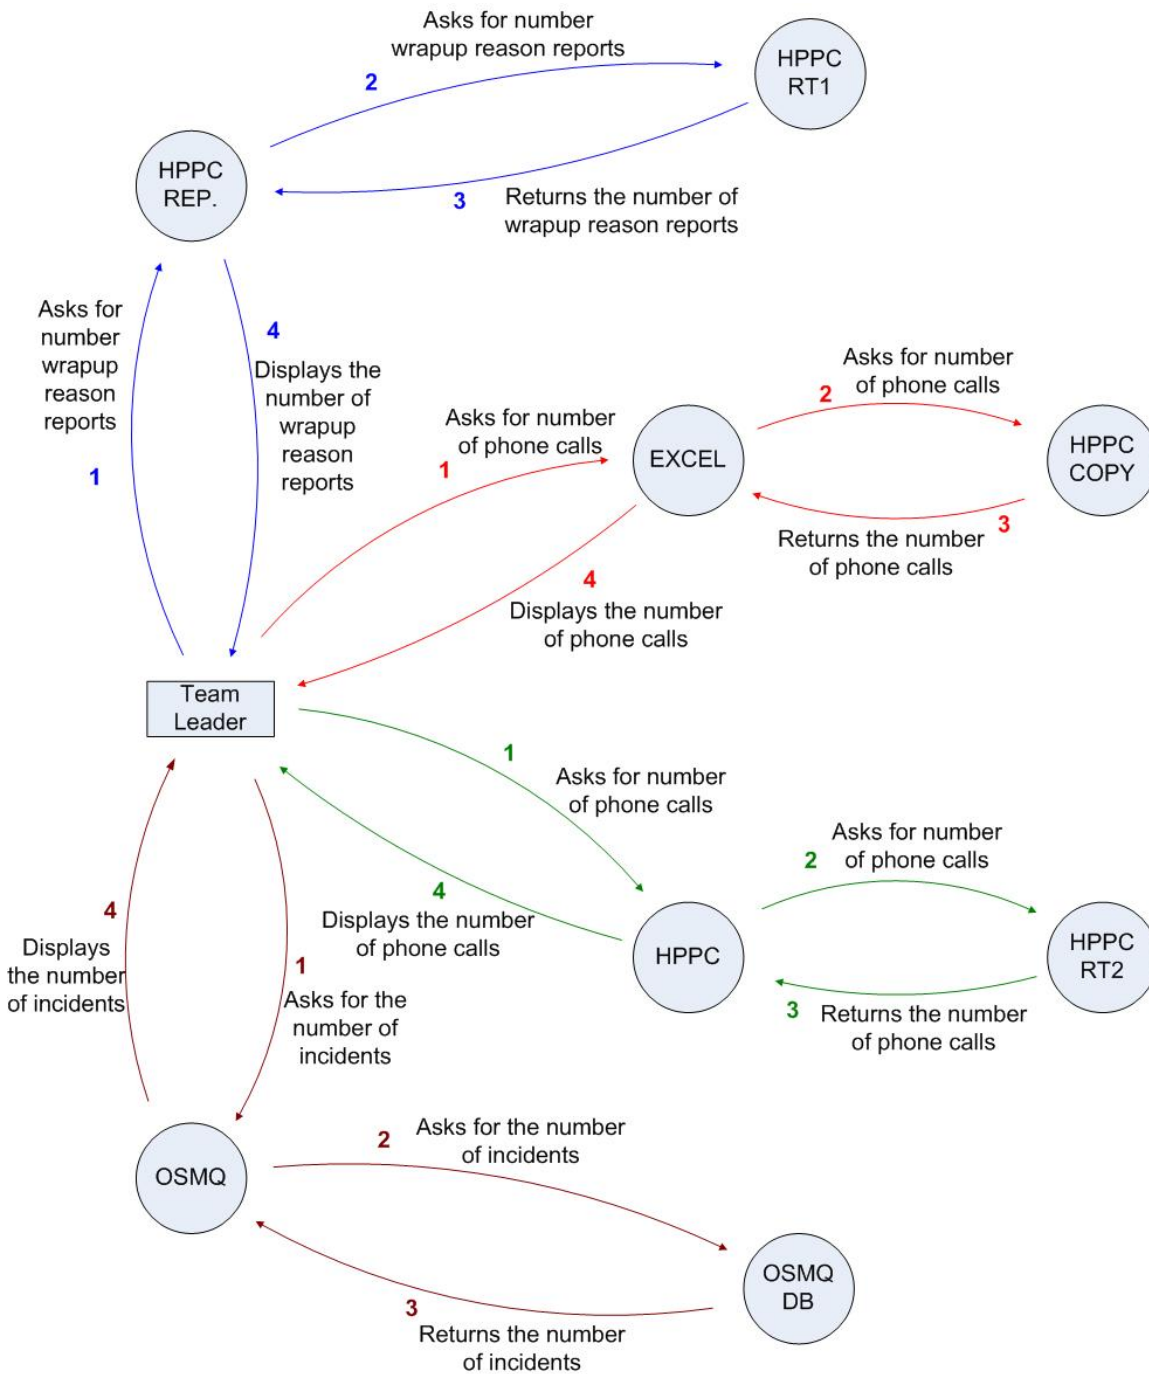 Asks for number
wrapup reason reports
2
HPPC
RT1
HPPC
REP.
3
Returns the number of
wrapup reason reports
Asks for
number
wrapup
reason
reports
1
4
Displays the
number of
wrapup
reason
reports
Asks for number
of phone calls
1
EXCEL
Asks for number
of phone calls
2
HPPC
COPY
3
Returns the number
of phone calls
4
Displays the number
of phone calls
Team
Leader
1
Asks for number
of phone calls
2
Asks for number
of phone calls
4
Displays the number
of phone calls
HPPC
HPPC
RT2
3
Returns the number
of phone calls
4
Displays
the number
of incidents
1
Asks for the
number of
incidents
OSMQ
2
Asks for the number
of incidents
OSMQ
DB
3
Returns the number
of incidents